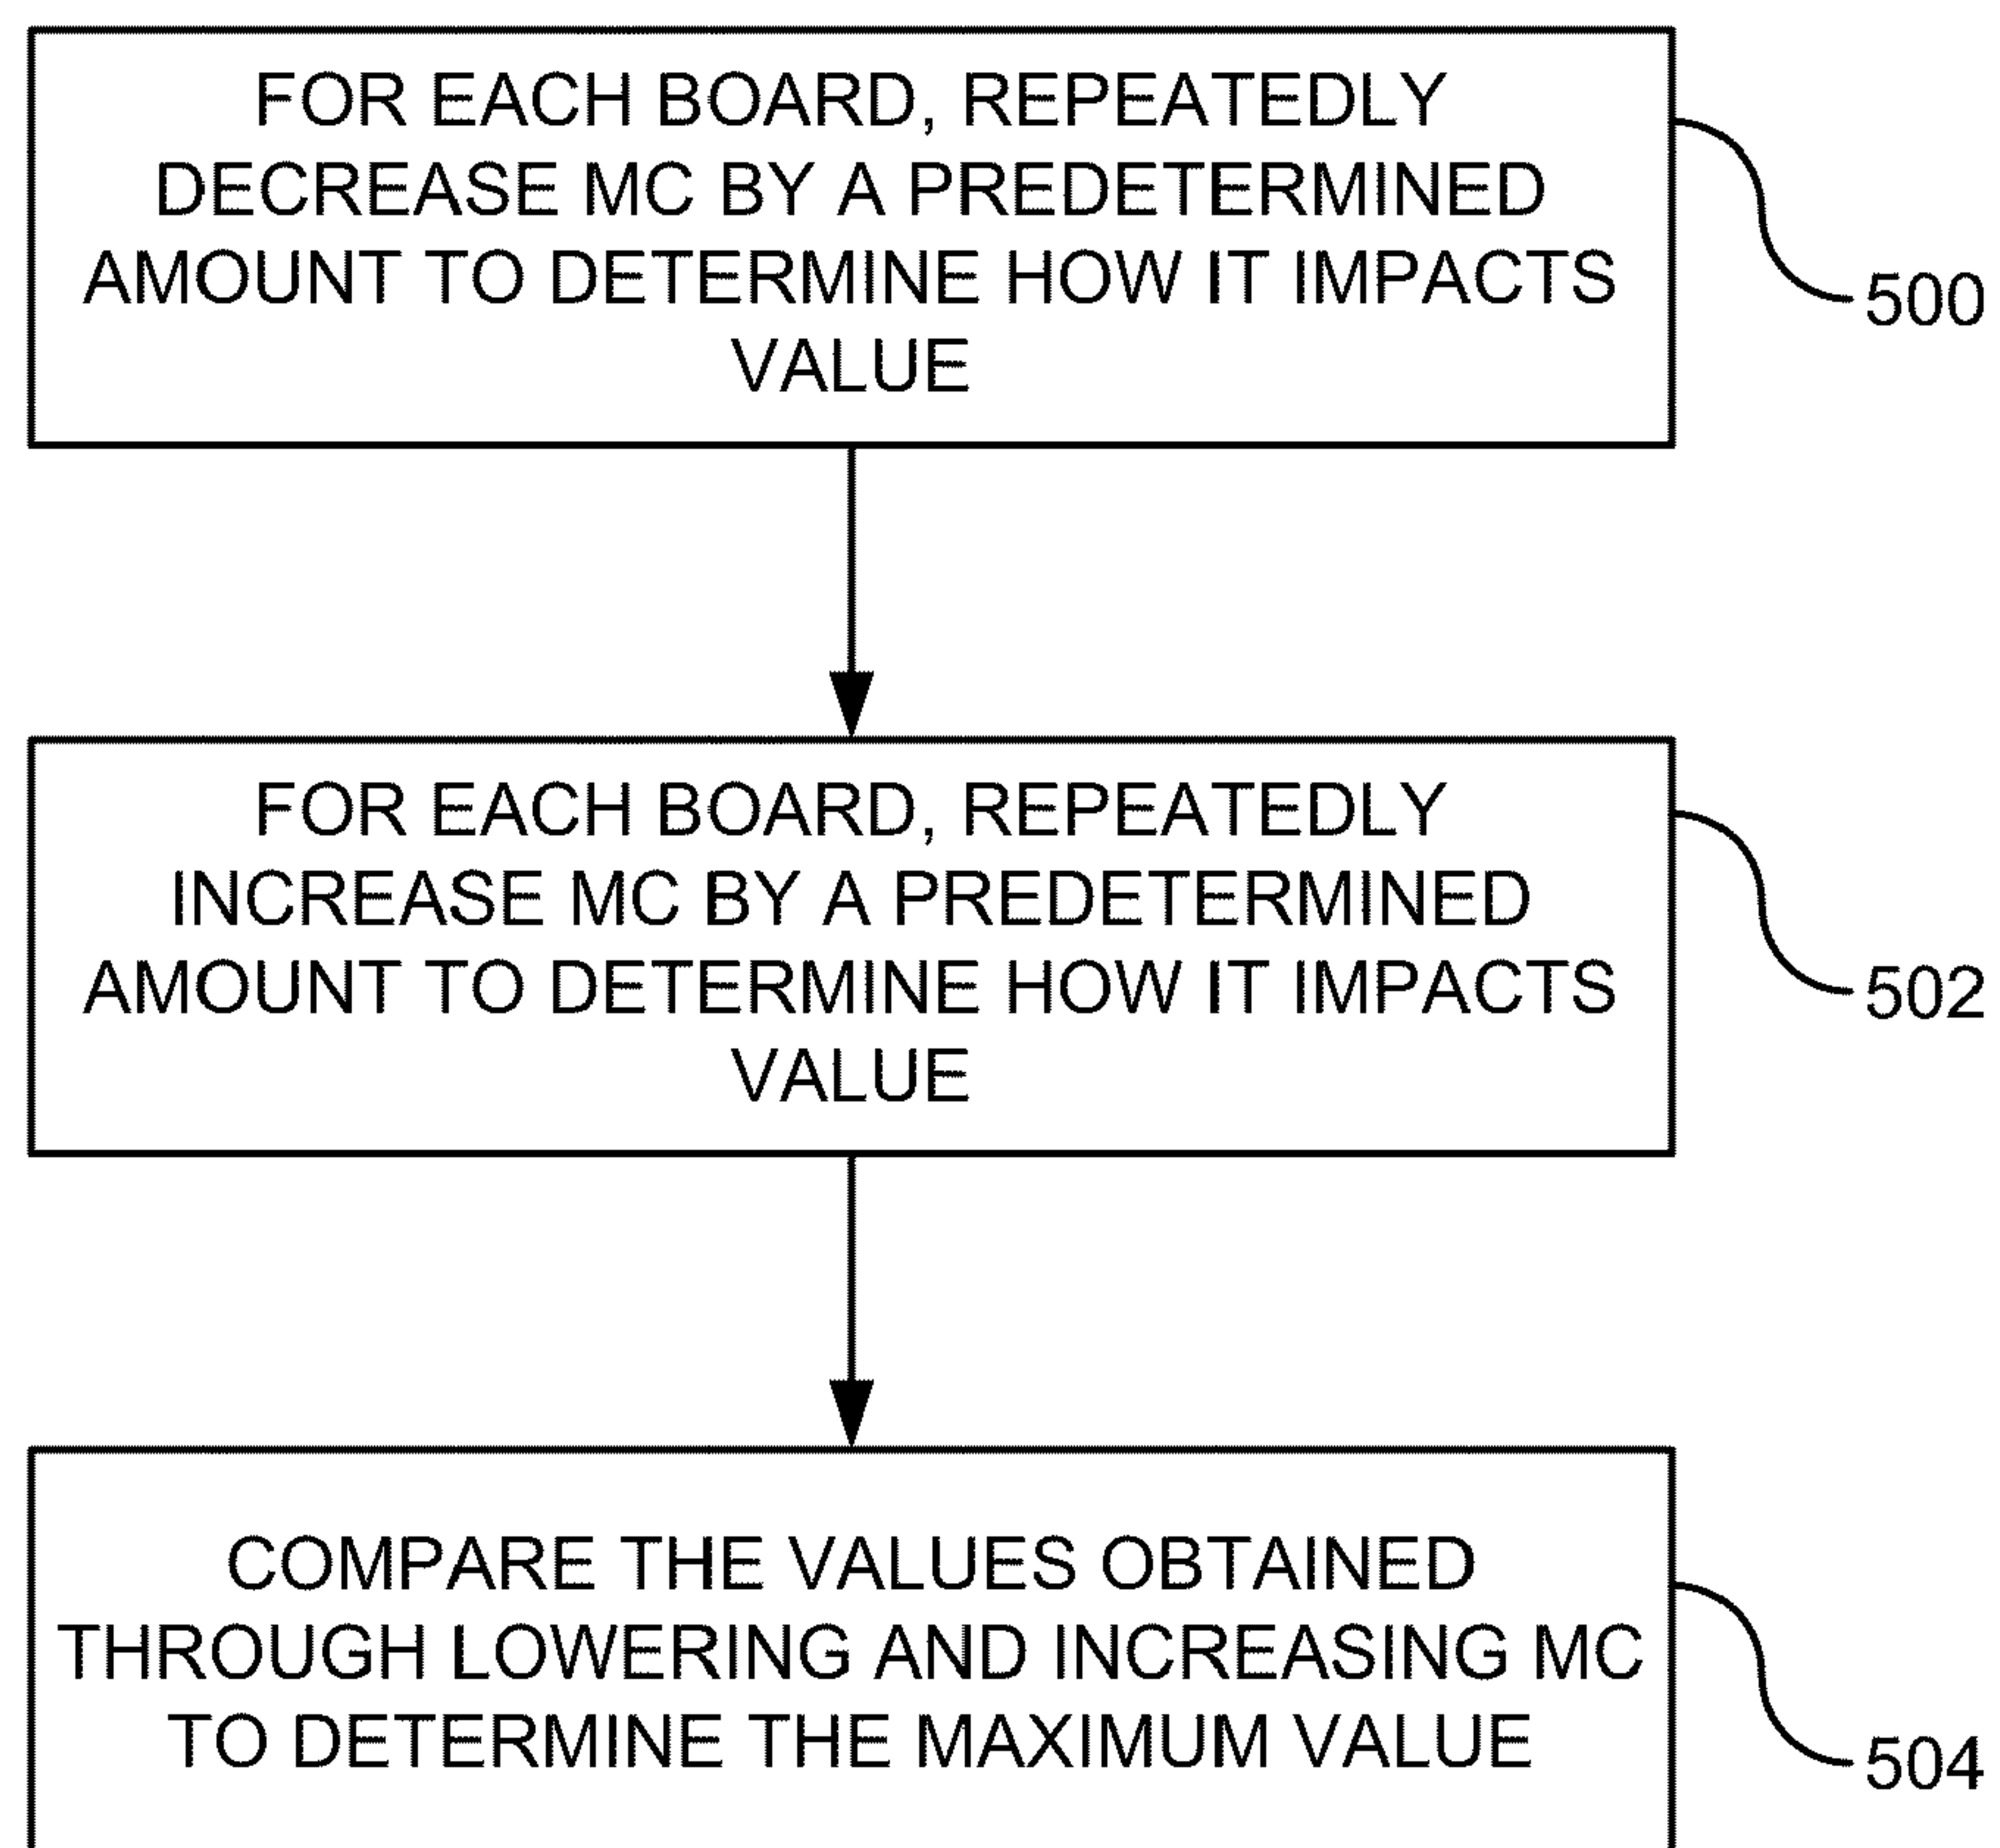 FOR EACH BOARD, REPEATEDLY
DECREASE MC BY A PREDETERMINED
AMOUNT TO DETERMINE HOW IT IMPACTS
VALUE
500
FOR EACH BOARD, REPEATEDLY
INCREASE MC BY A PREDETERMINED
AMOUNT TO DETERMINE HOW IT IMPACTS
VALUE
502
COMPARE THE VALUES OBTAINED
THROUGH LOWERING AND INCREASING MC
TO DETERMINE THE MAXIMUM VALUE
504